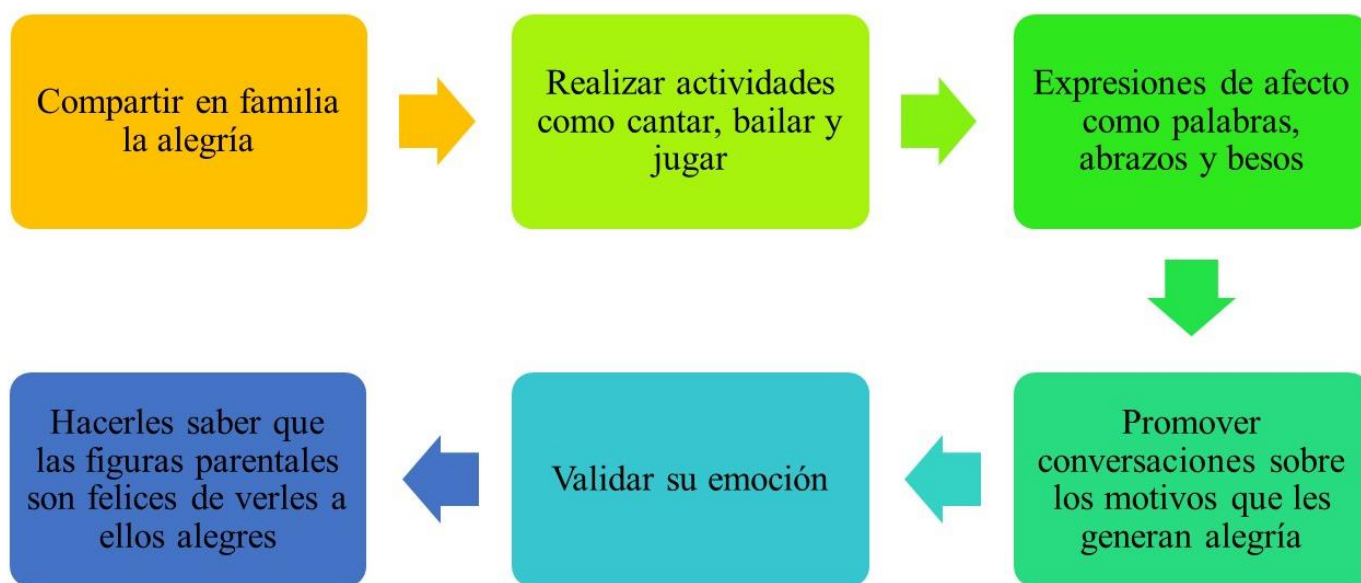 Compartir en familia
la alegría
Realizar actividades
como cantar, bailar y
jugar
Expresiones de afecto
como palabras,
abrazos y besos
Promover
conversaciones sobre
los motivos que les
generan alegría
Validar su emoción
Hacerles saber que
las figuras parentales
son felices de verles a
ellos alegres